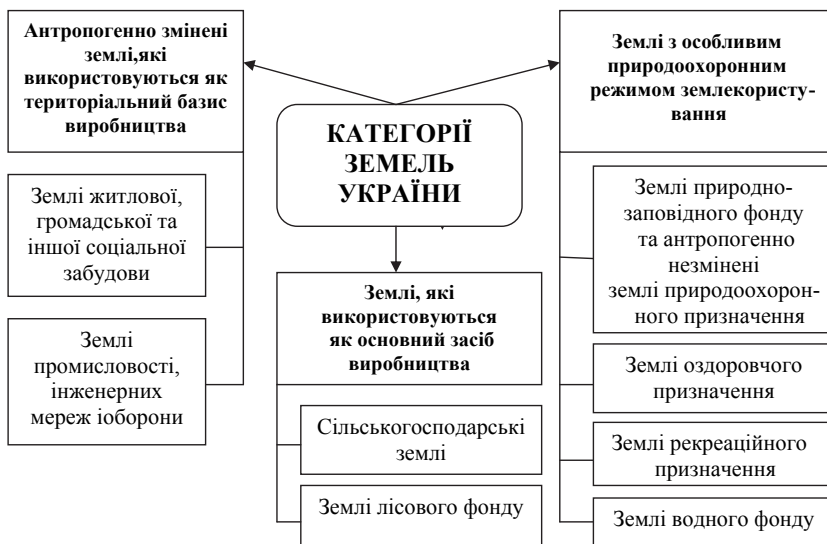 Антропогенно змінені
землі,які
використовуються як
територіальний базис
виробництва
Землі житлової,
громадської та
іншої соціальної
забудови
Землі
промисловості,
інженерних
мереж іоборони
КАТЕГОРІЇ
ЗЕМЕЛЬ
УКРАЇНИ
Землі, які
використовуються
як основний засіб
виробництва
Сільськогосподарські
землі
Землі лісового фонду
Землі з особливим
природоохоронним
режимом землекористу-
вання
Землі природно-
заповідного фонду
та антропогенно
незмінені
землі природоохорон-
ного призначення
Землі оздоровчого
призначення
Землі рекреаційного
призначення
Землі водного фонду